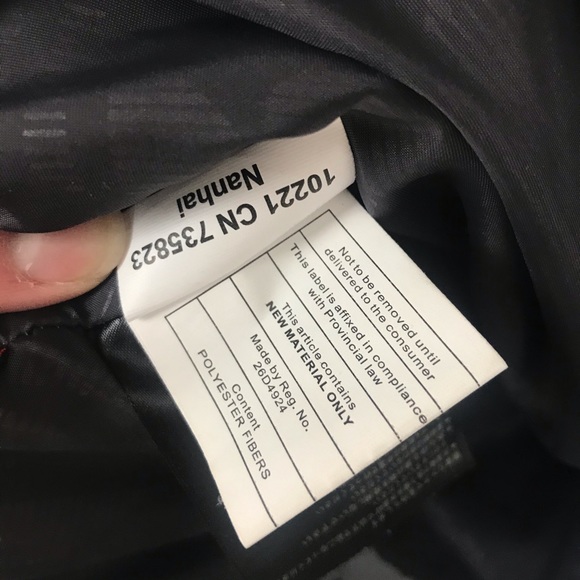 10221 CN 735823
Nanhai
Not to be removed until
delivered to the consumer
This label is affixed in compliance
with Provincial law
This article contains
NEW MATERIAL ONLY
Made by Reg. No.
26D4924
Content
POLYESTER FIBERS